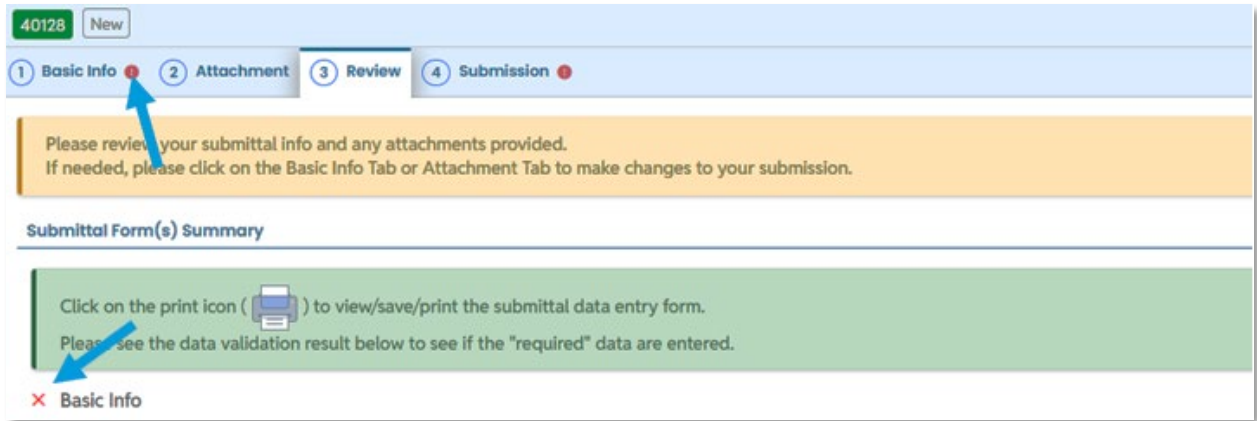 40128 New
1 Basic Info 2 Attachment 3 Review 4 Submission
Please review your submittal info and any attachments provided.
If needed, please click on the Basic Info Tab or Attachment Tab to make changes to your submission.
Submittal Form(s) Summary
Click on the print icon ( ) to view/save/print the submittal data entry form.
Please see the data validation result below to see if the "required" data are entered.
Basic Info